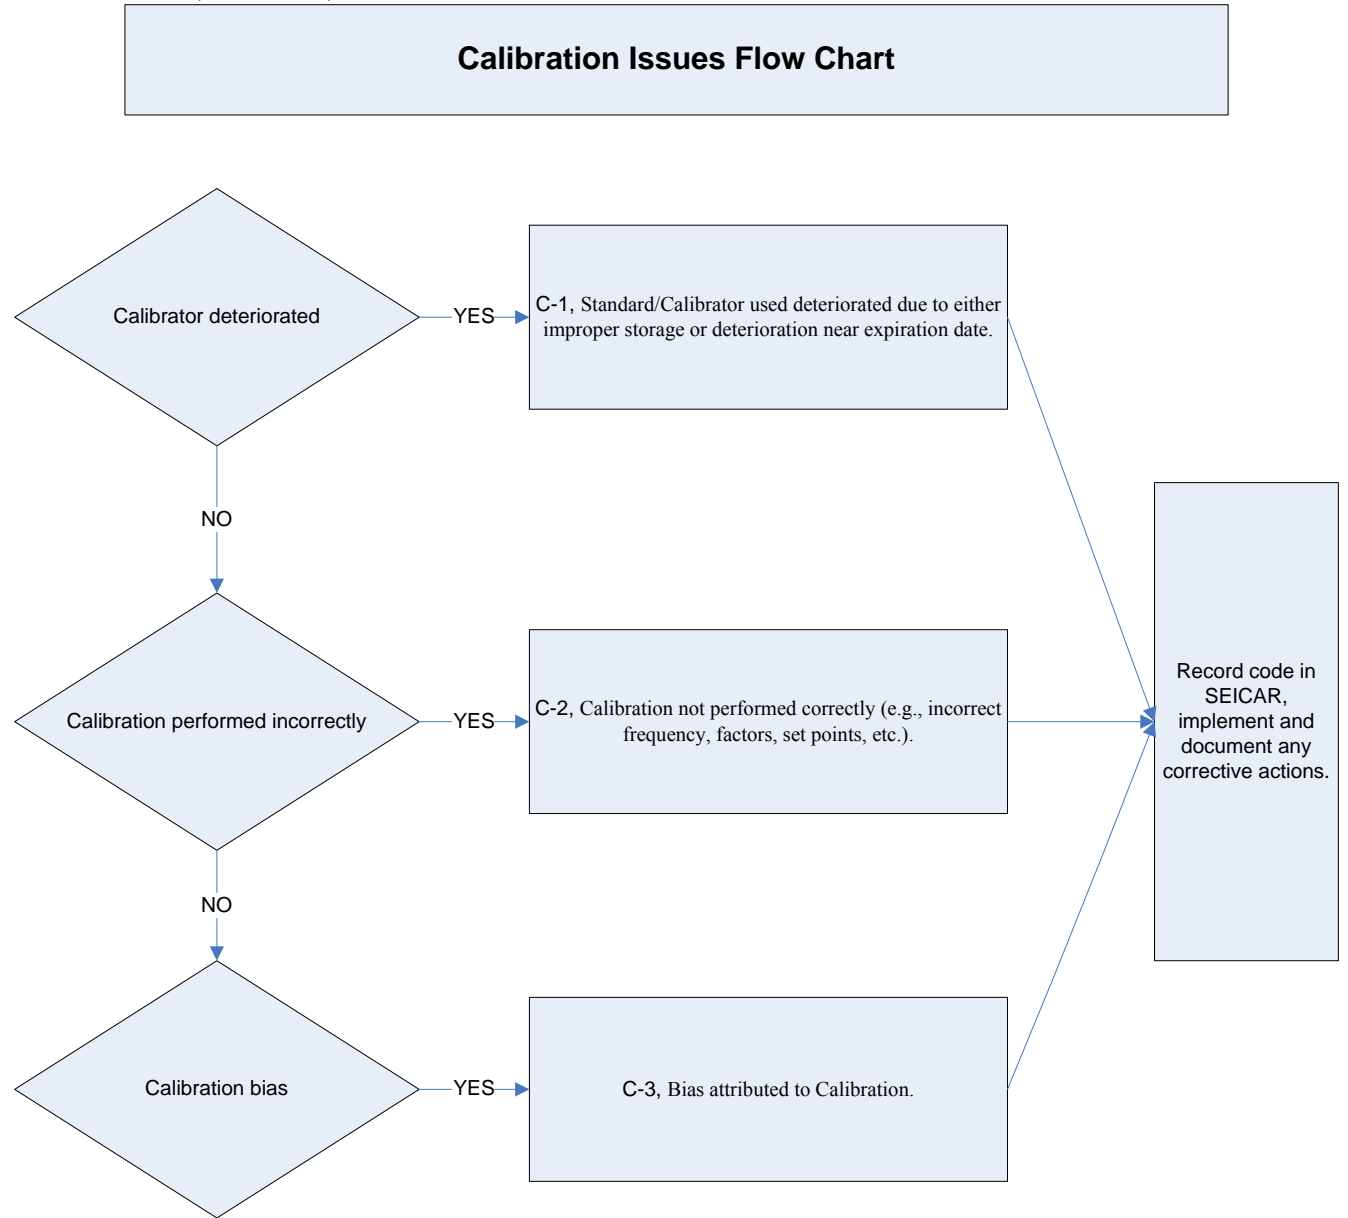 Calibration Issues Flow Chart
Calibrator deteriorated
YES
C-1, Standard/Calibrator used deteriorated due to either
improper storage or deterioration near expiration date.
NO
Calibration performed incorrectly
YES
C-2, Calibration not performed correctly (e.g., incorrect
frequency, factors, set points, etc.).
Record code in
SEICAR,
implement and
document any
corrective actions.
NO
Calibration bias
YES
C-3, Bias attributed to Calibration.